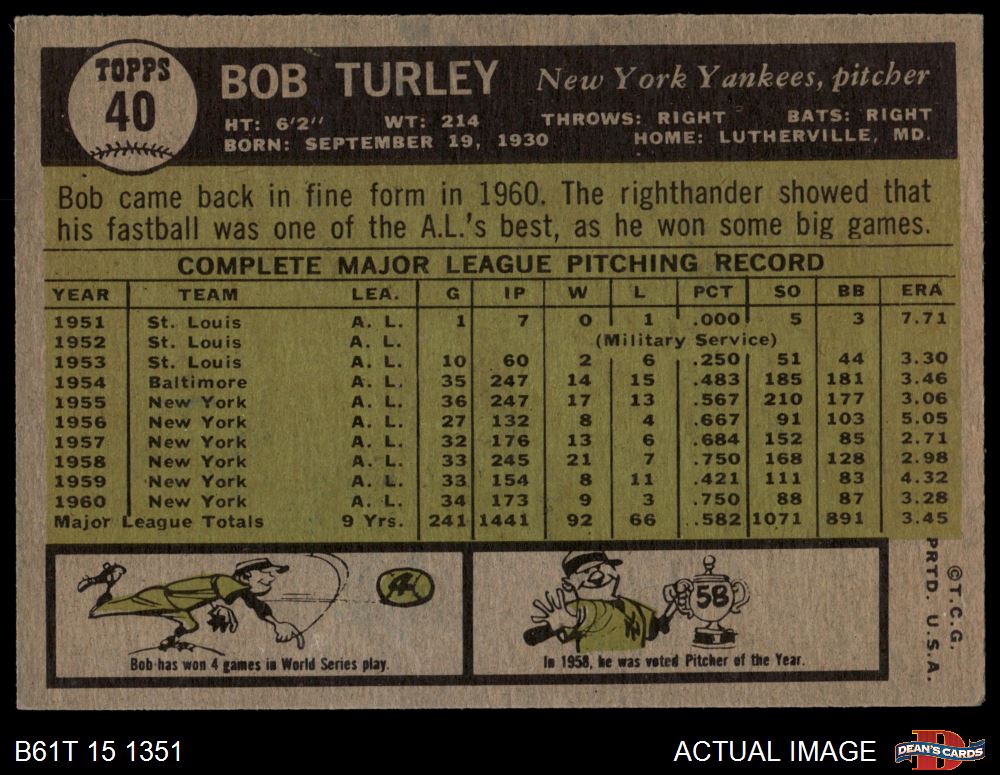 TOPPS
40
BOB TURLEY New York Yankees, pitcher
HT: 6'2" WT: 214 THROWS: RIGHT BATS: RIGHT
BORN: SEPTEMBER 19, 1930 HOME: LUTHERVILLE, MD.
Bob came back in fine form in 1960. The righthander showed that
his fastball was one of the A.L.'s best, as he won some big games.
COMPLETE MAJOR LEAGUE PITCHING RECORD
YEAR TEAM LEA. G IP W L PCT SO BB ERA
1951 St. Louis A. L. 1 7 0 1 .000 5 3 7.71
1952 St. Louis A. L. (Military Service)
1953 St. Louis A. L. 10 60 2 6 .250 51 44 3.30
1954 Baltimore A. L. 35 247 14 15 .483 185 181 3.46
1955 New York A. L. 36 247 17 13 .567 210 177 3.06
1956 New York A. L. 27 132 8 4 .667 91 103 5.05
1957 New York A. L. 32 176 13 6 .684 152 85 2.71
1958 New York A. L. 33 245 21 7 .750 168 128 2.98
1959 New York A. L. 33 154 8 11 .421 111 83 4.32
1960 New York A. L. 34 173 9 3 .750 88 87 3.28
Major League Totals 9 Yrs. 241 1441 92 66 .582 1071 891 3.45
4
58
Bob has won 4 games in World Series play.
In 1958, he was voted Pitcher of the Year.
©T.C.G.
PRTD. U.S.A.
B61T 15 1351
ACTUAL IMAGE
DEAN'S CARDS